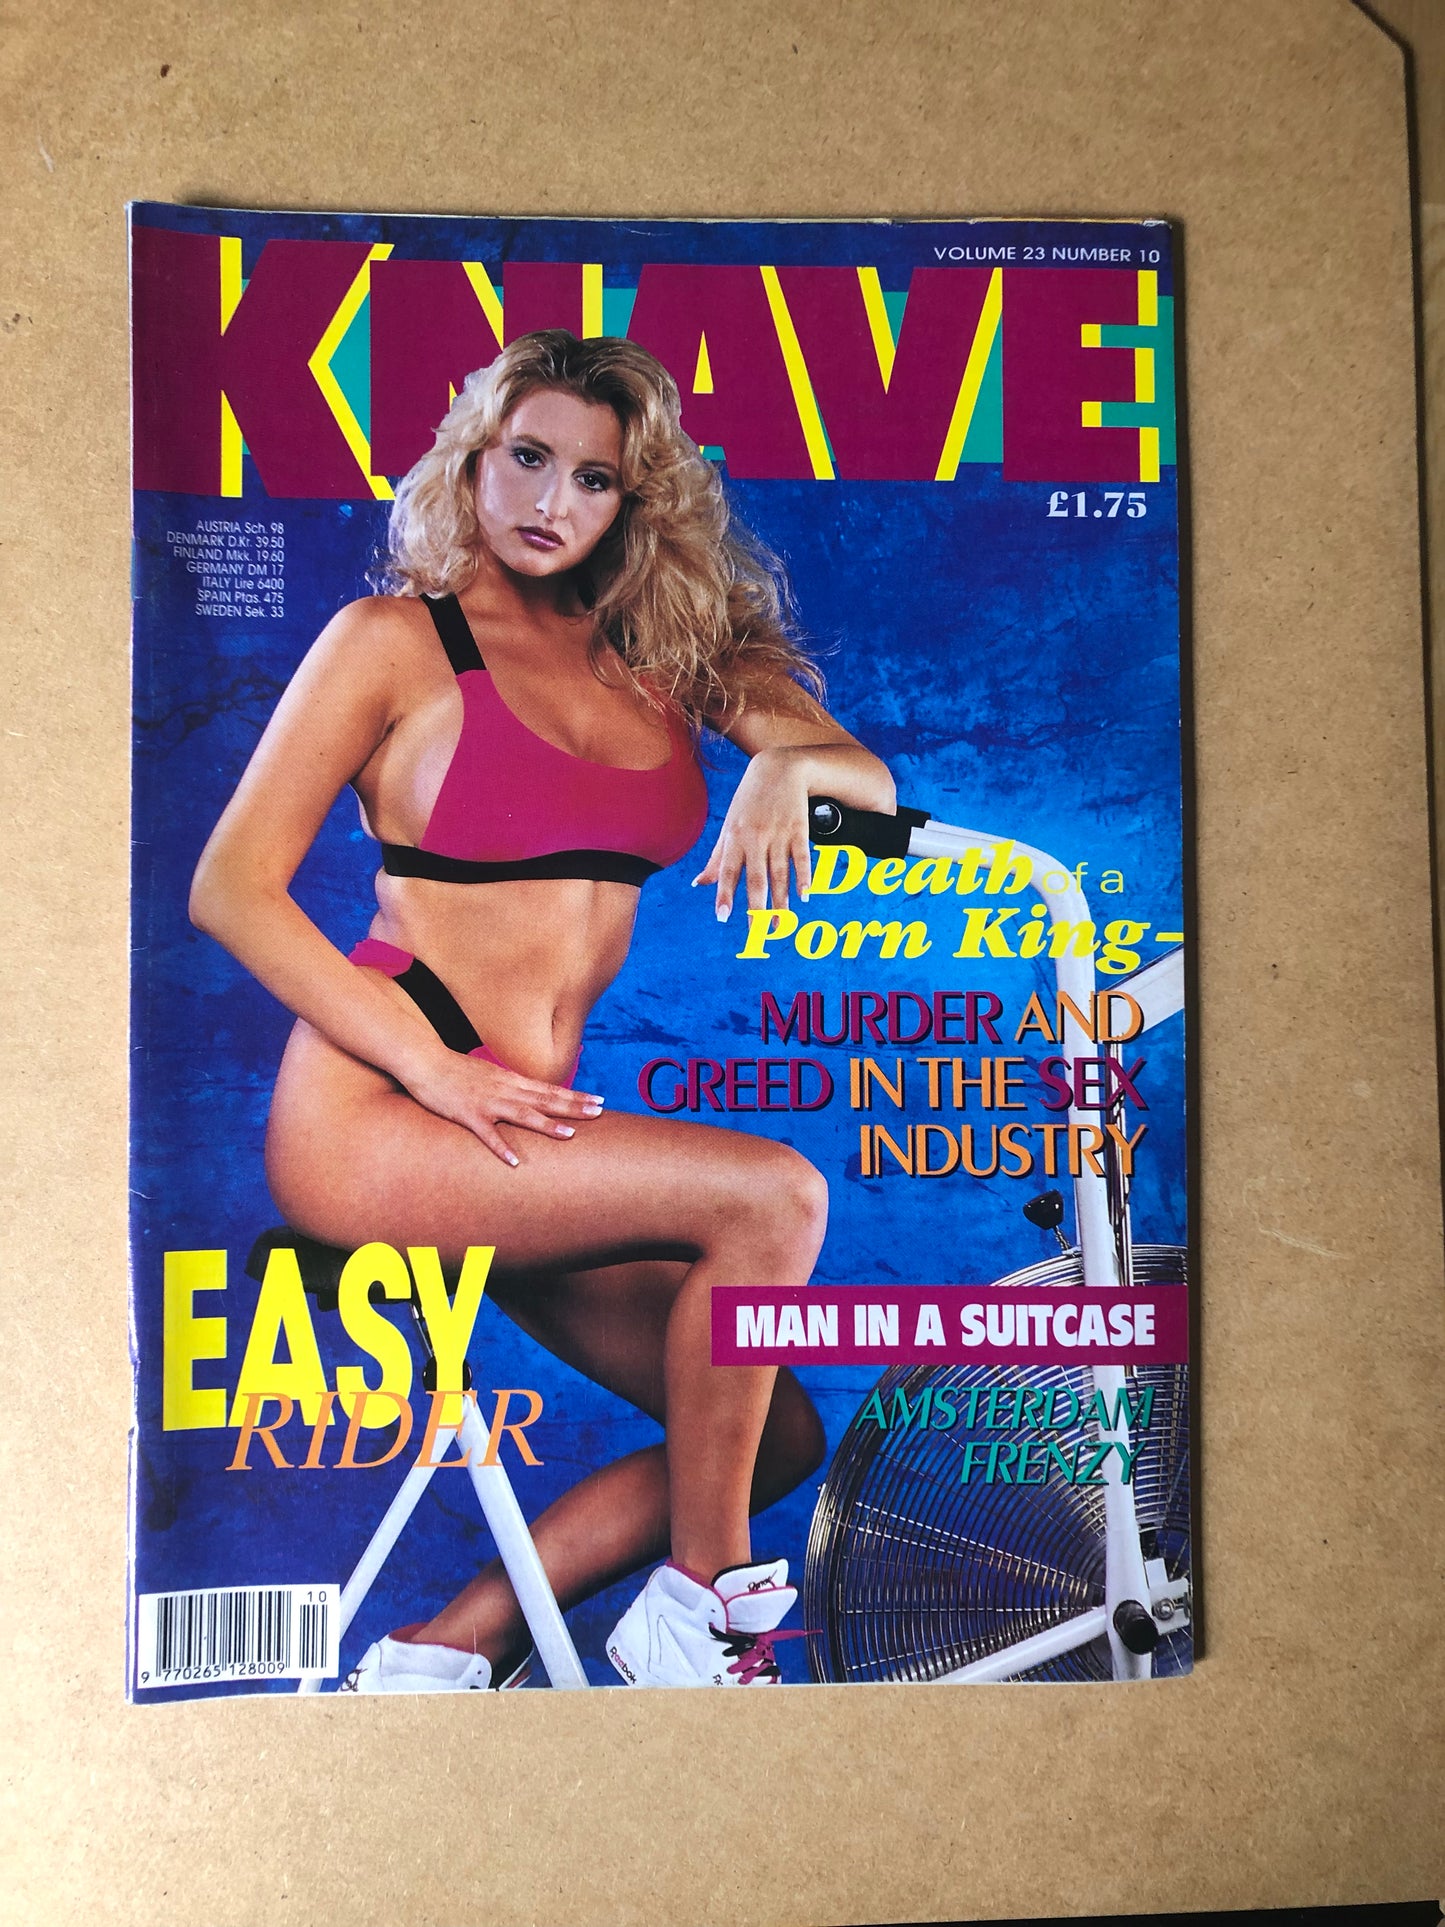 VOLUME 23 NUMBER 10
KNAVE
£1.75
AUSTRIA Sch. 98
DENMARK D.Kr. 39.50
FINLAND Mkk. 19.60
GERMANY DM 17
ITALY Lire 6400
SPAIN Ptas. 475
SWEDEN Sek. 33
Death of a
Porn King-
MURDER AND
GREED IN THE SEX
INDUSTRY
EASY
RIDER
MAN IN A SUITCASE
AMSTERDAM
FRENZY
10
9 770265 128009
Reebok